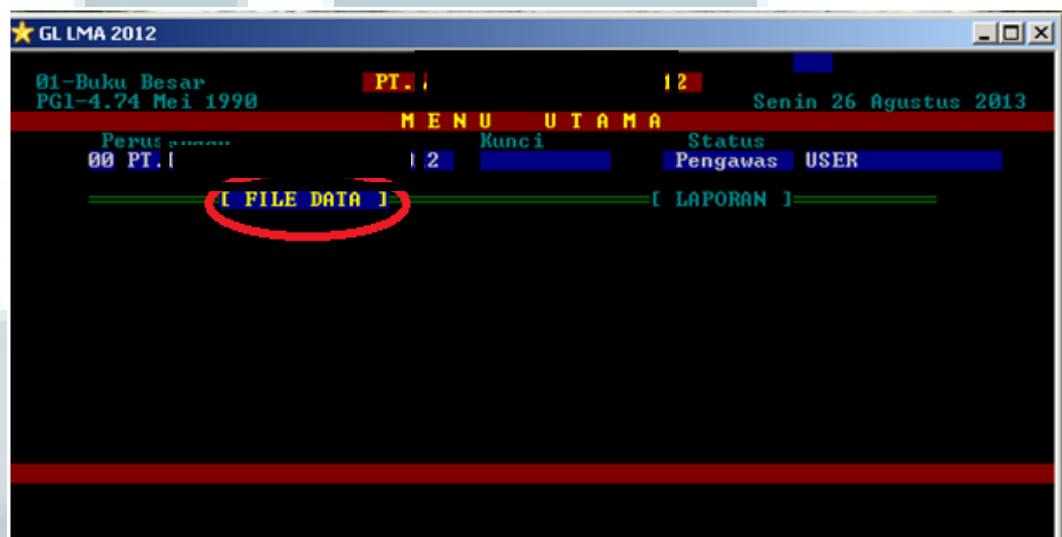 GL LMA 2012
01-Buku Besar PT. 2
PG1-4.74 Mei 1990 Senin 26 Agustus 2013
M E N U U T A M A
Kunci Status
00 PT. 2 Pengawas USER
[ FILE DATA ] [ LAPORAN ]